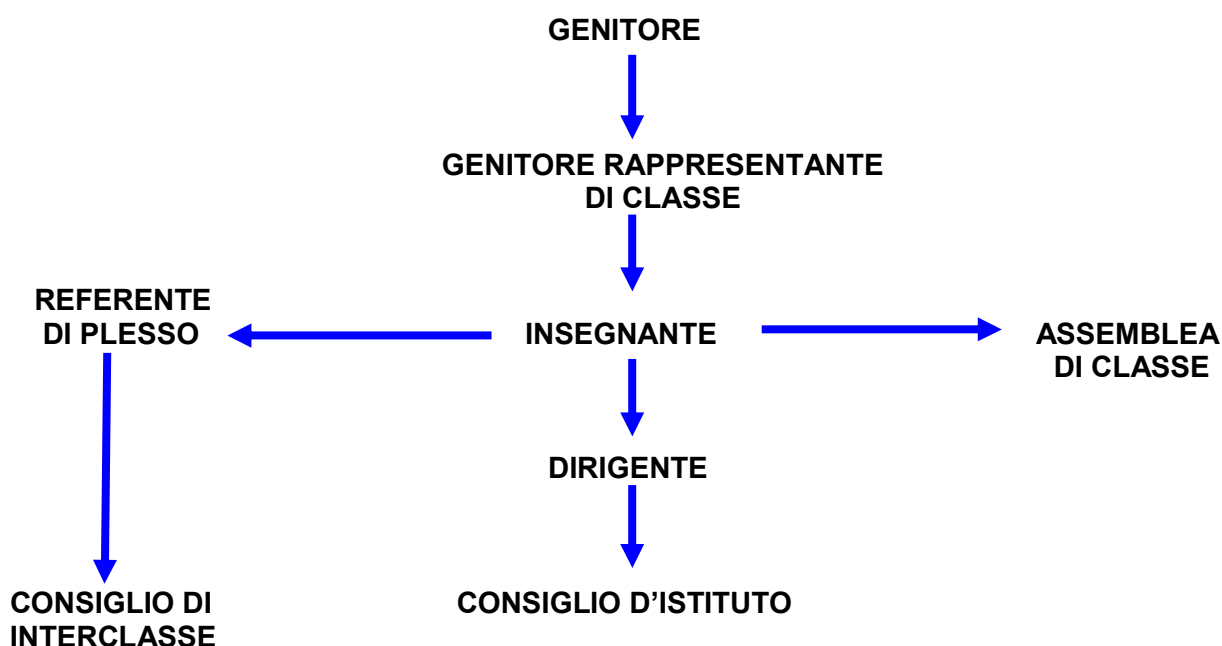 GENITORE
GENITORE RAPPRESENTANTE
DI CLASSE
REFERENTE
DI PLESSO
INSEGNANTE
ASSEMBLEA
DI CLASSE
DIRIGENTE
CONSIGLIO DI
INTERCLASSE
CONSIGLIO D’ISTITUTO